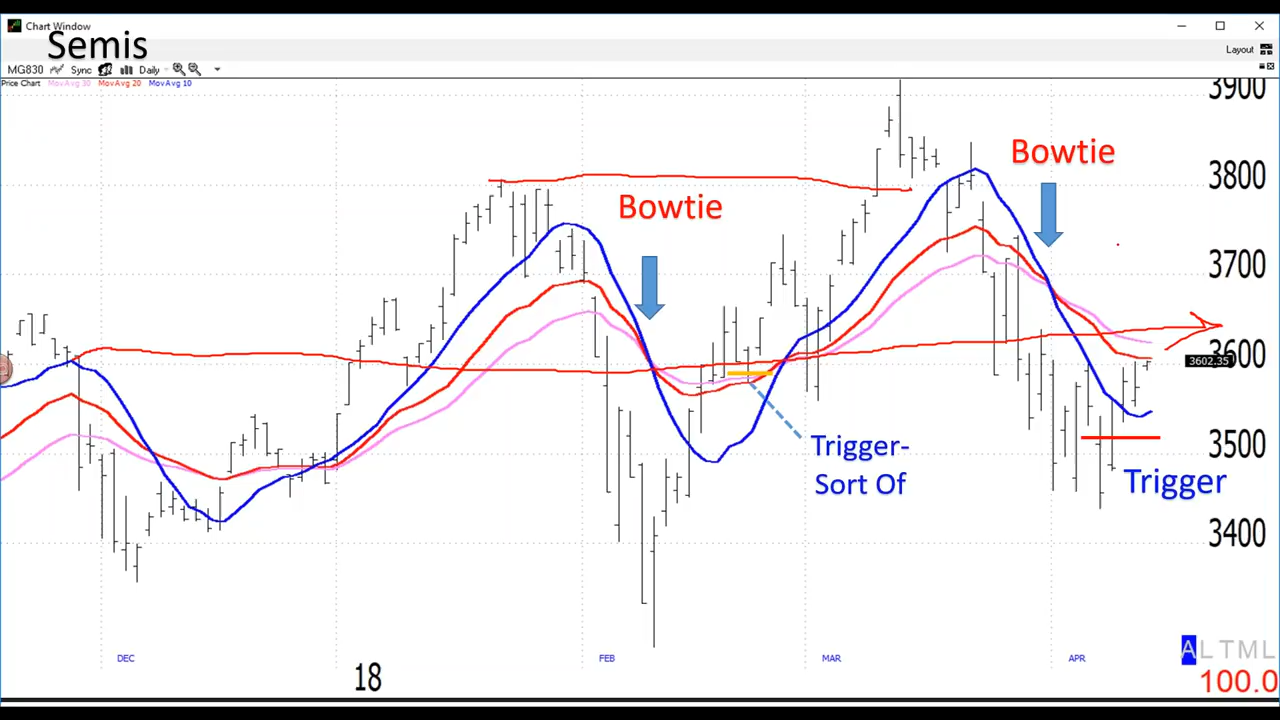 Chart Window
Semis
Layout
MG830 Sync Daily
Price Chart MovAvg 30 MovAvg 20 MovAvg 10
3900
Bowtie
3800
Bowtie
3700
3600
3602.35
Trigger-
Sort Of
3500
Trigger
3400
ALTML
DEC FEB MAR APR
18
100.0